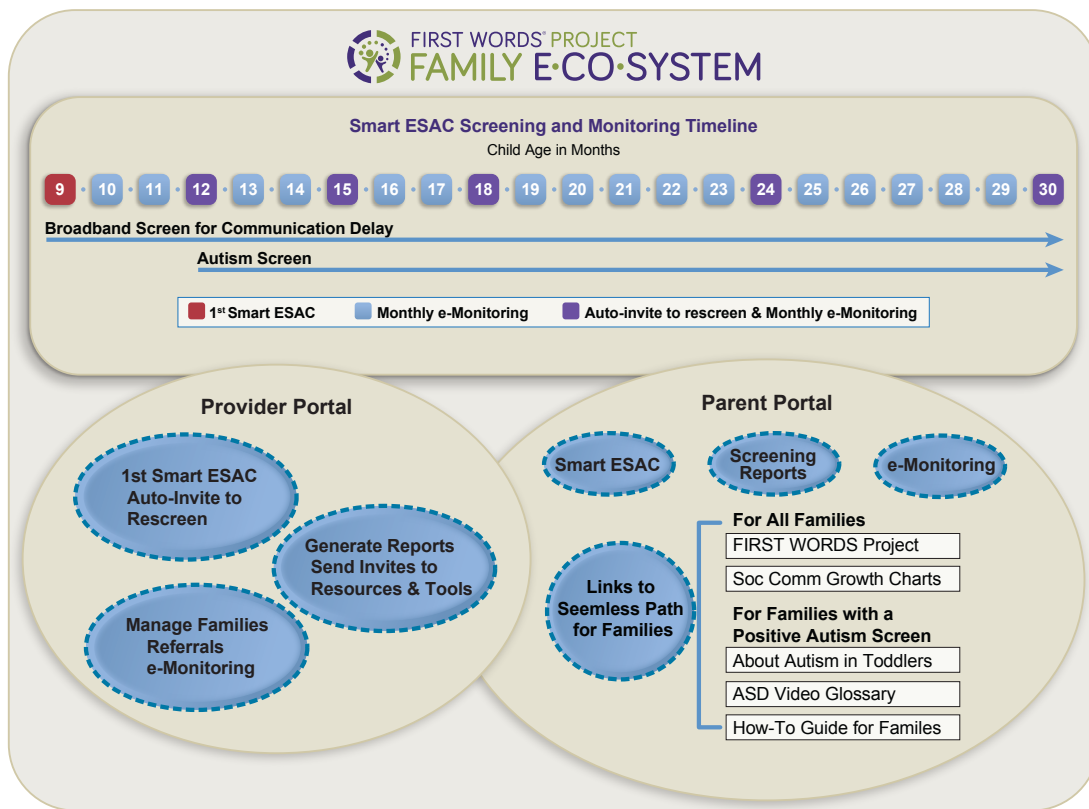 FIRST WORDS® PROJECT
FAMILY E·CO·SYSTEM
Smart ESAC Screening and Monitoring Timeline
Child Age in Months
9 10 11 12 13 14 15 16 17 18 19 20 21 22 23 24 25 26 27 28 29 30
Broadband Screen for Communication Delay
Autism Screen
1st Smart ESAC Monthly e-Monitoring Auto-invite to rescreen & Monthly e-Monitoring
Provider Portal
1st Smart ESAC
Auto-Invite to
Rescreen
Generate Reports
Send Invites to
Resources & Tools
Manage Families
Referrals
e-Monitoring
Parent Portal
Smart ESAC
Screening
Reports
e-Monitoring
Links to
Seemless Path
for Families
For All Families
FIRST WORDS Project
Soc Comm Growth Charts
For Families with a
Positive Autism Screen
About Autism in Toddlers
ASD Video Glossary
How-To Guide for Familes